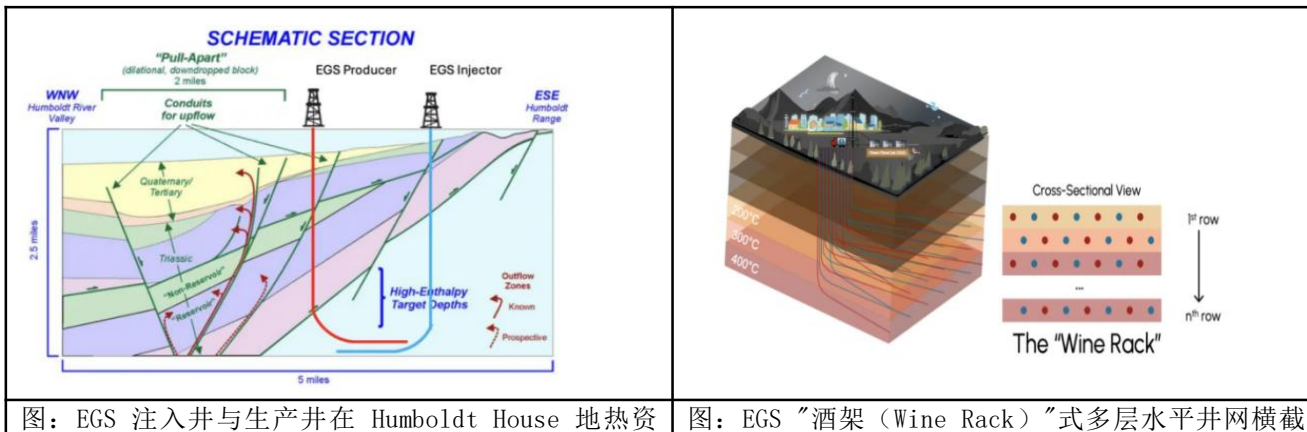 SCHEMATIC SECTION
"Pull-Apart"
(dilational, downdropped block)
2 miles
EGS Producer
EGS Injector
WNW
Humboldt River
Valley
Conduits
for upflow
ESE
Humboldt
Range
2.5 miles
Quaternary/
Tertiary
Triassic
"Non-Reservoir"
"Reservoir"
High-Enthalpy
Target Depths
Outflow
Zones
Known
Prospective
5 miles
200°C
300°C
400°C
Cross-Sectional View
1st row
...
nth row
The "Wine Rack"
图: EGS 注入井与生产井在 Humboldt House 地热资
图: EGS "酒架(Wine Rack)"式多层水平井网横截